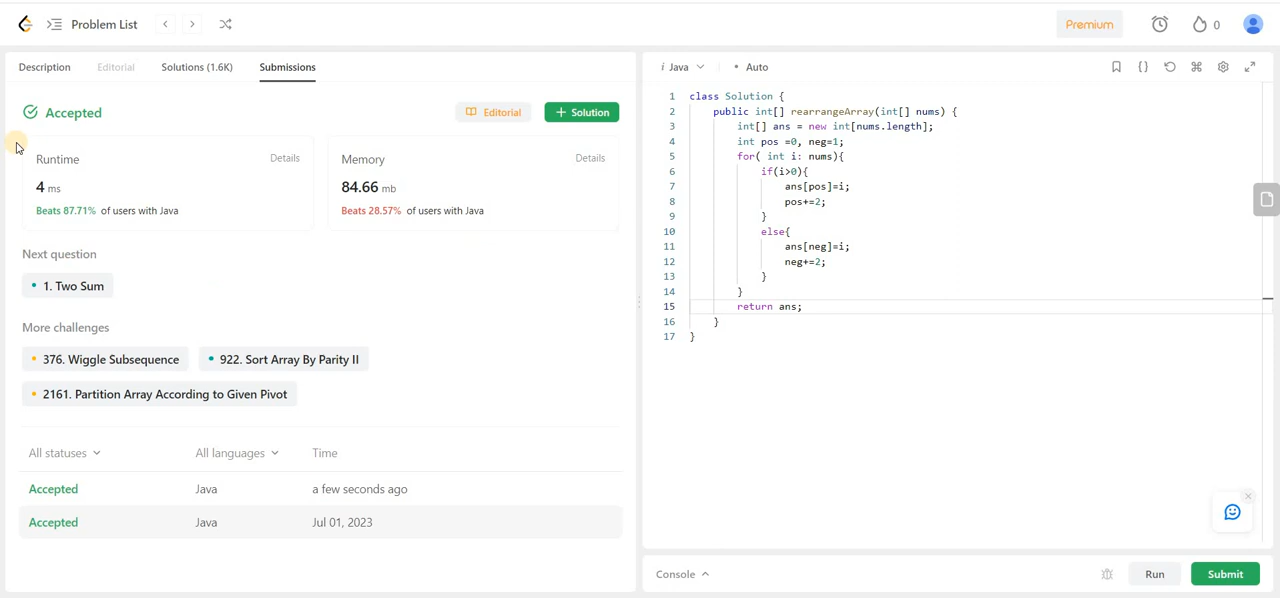 Problem List
Premium
0
Description Editorial Solutions (1.6K) Submissions
Accepted
Editorial
+ Solution
Runtime Details
4 ms
Beats 87.71% of users with Java
Memory Details
84.66 mb
Beats 28.57% of users with Java
Next question
1. Two Sum
More challenges
376. Wiggle Subsequence
922. Sort Array By Parity II
2161. Partition Array According to Given Pivot
All statuses All languages Time
Accepted Java a few seconds ago
Accepted Java Jul 01, 2023
i Java • Auto
1 class Solution {
2 public int[] rearrangeArray(int[] nums) {
3 int[] ans = new int[nums.length];
4 int pos =0, neg=1;
5 for( int i: nums){
6 if(i>0){
7 ans[pos]=i;
8 pos+=2;
9 }
10 else{
11 ans[neg]=i;
12 neg+=2;
13 }
14 }
15 return ans;
16 }
17 }
Console
Run
Submit